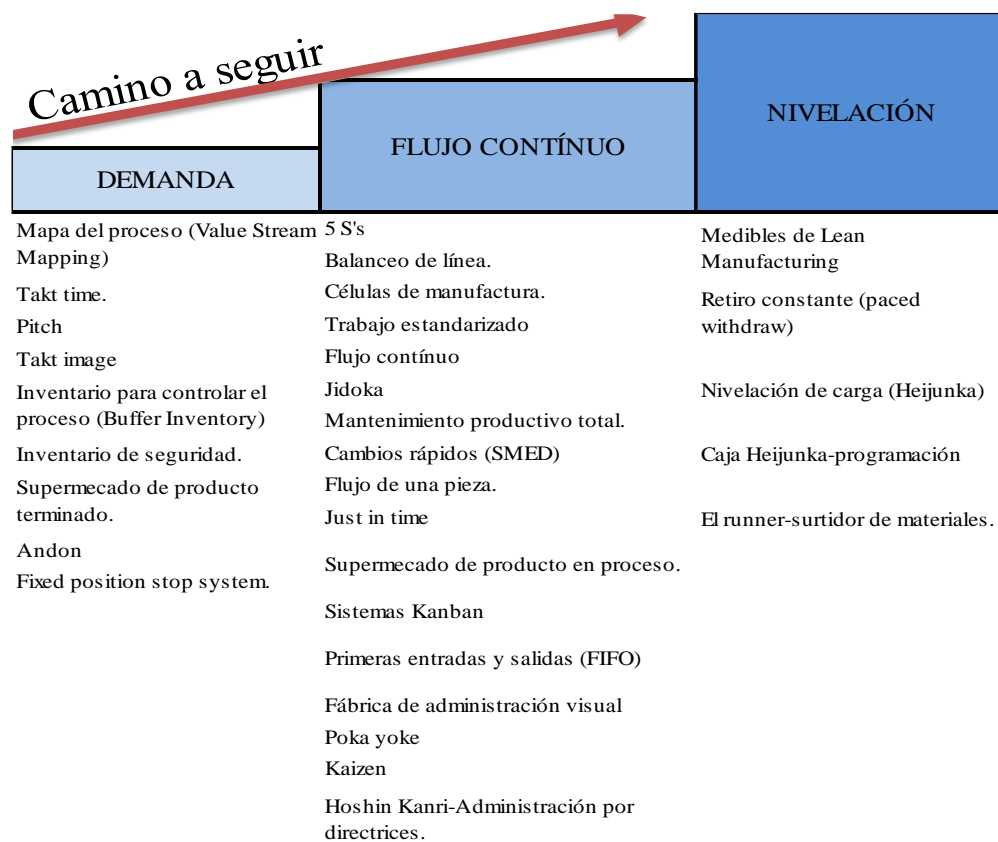 Camino a seguir
DEMANDA
FLUJO CONTÍNUO
NIVELACIÓN
Mapa del proceso (Value Stream
Mapping)
Takt time.
Pitch
Takt image
Inventario para controlar el
proceso (Buffer Inventory)
Inventario de seguridad.
Supermecado de producto
terminado.
Andon
Fixed position stop system.
5 S's
Balanceo de línea.
Células de manufactura.
Trabajo estandarizado
Flujo contínuo
Jidoka
Mantenimiento productivo total.
Cambios rápidos (SMED)
Flujo de una pieza.
Just in time
Supermecado de producto en proceso.
Sistemas Kanban
Primeras entradas y salidas (FIFO)
Fábrica de administración visual
Poka yoke
Kaizen
Hoshin Kanri-Administración por
directrices.
Medibles de Lean
Manufacturing
Retiro constante (paced
withdraw)
Nivelación de carga (Heijunka)
Caja Heijunka-programación
El runner-surtidor de materiales.